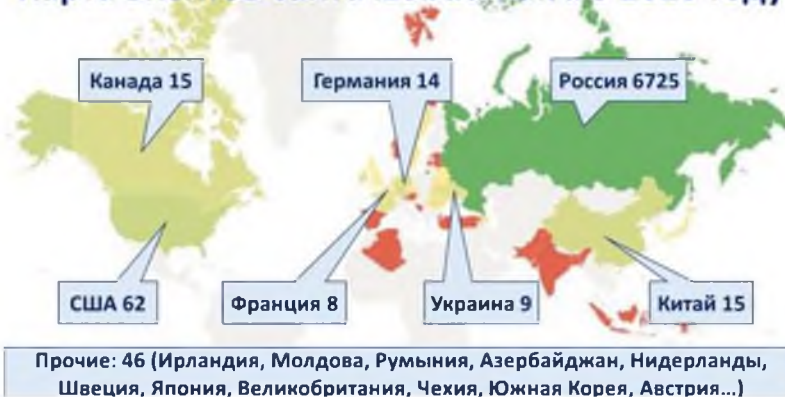 Канада 15
Германия 14
Россия 6725
США 62
Франция 8
Украина 9
Китай 15
Прочие: 46 (Ирландия, Молдова, Румыния, Азербайджан, Нидерланды,
Швеция, Япония, Великобритания, Чехия, Южная Корея, Австрия...)